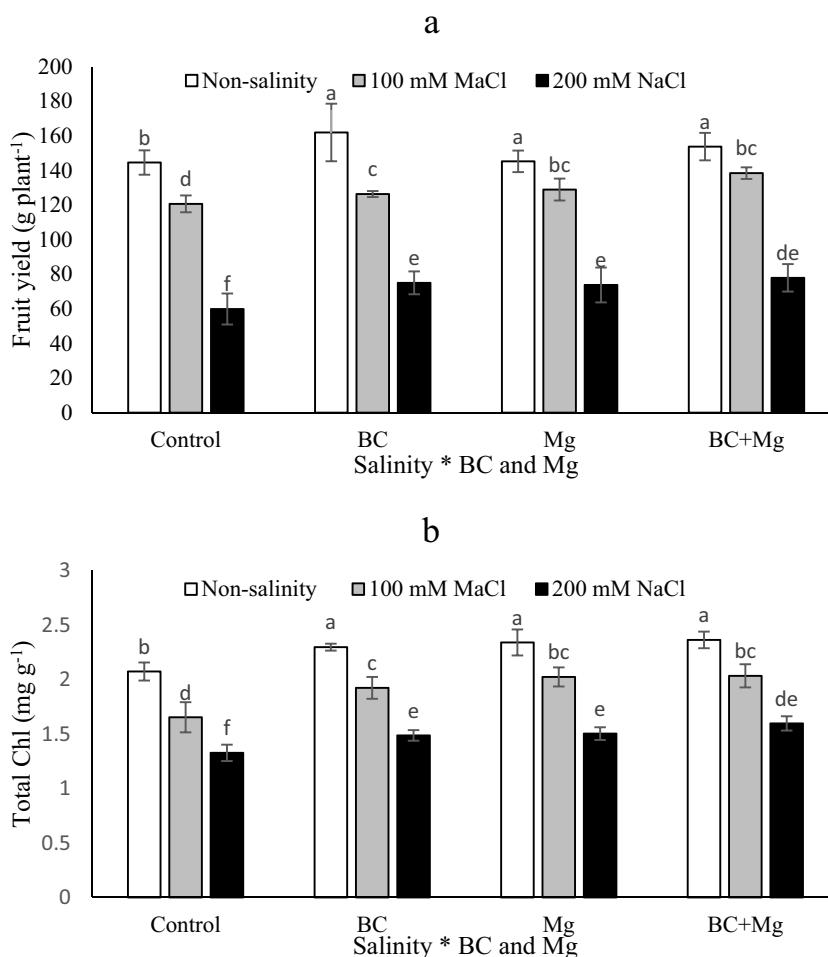 a
200
180
160
140
120
100
80
60
40
20
0
Fruit yield (g plant-1)
Non-salinity 100 mM MaCl 200 mM NaCl
b d f a c e a bc e a bc de
Control BC Mg BC+Mg
Salinity * BC and Mg
b
3
2.5
2
1.5
1
0.5
0
Total Chl (mg g-1)
Non-salinity 100 mM MaCl 200 mM NaCl
b d f a c e a bc e a bc de
Control BC Mg BC+Mg
Salinity * BC and Mg